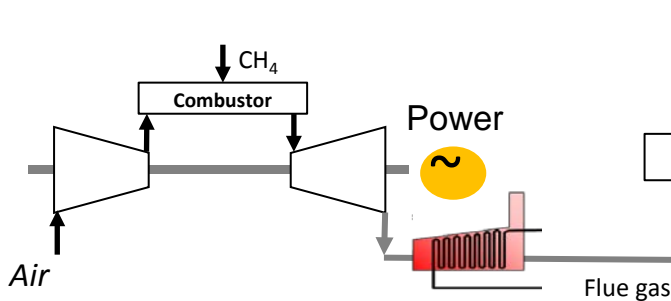 CH₄
Combustor
Power
~
Air
Flue gas